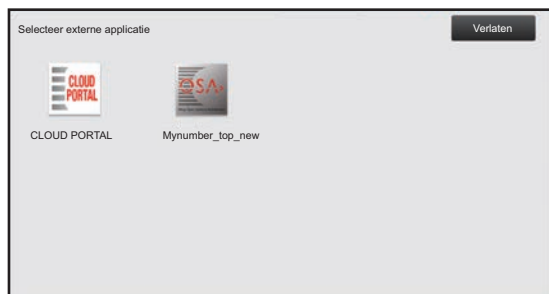 Selecteer externe applicatie
Verlaten
CLOUD
PORTAL
OSA
CLOUD PORTAL
Mynumber_top_new